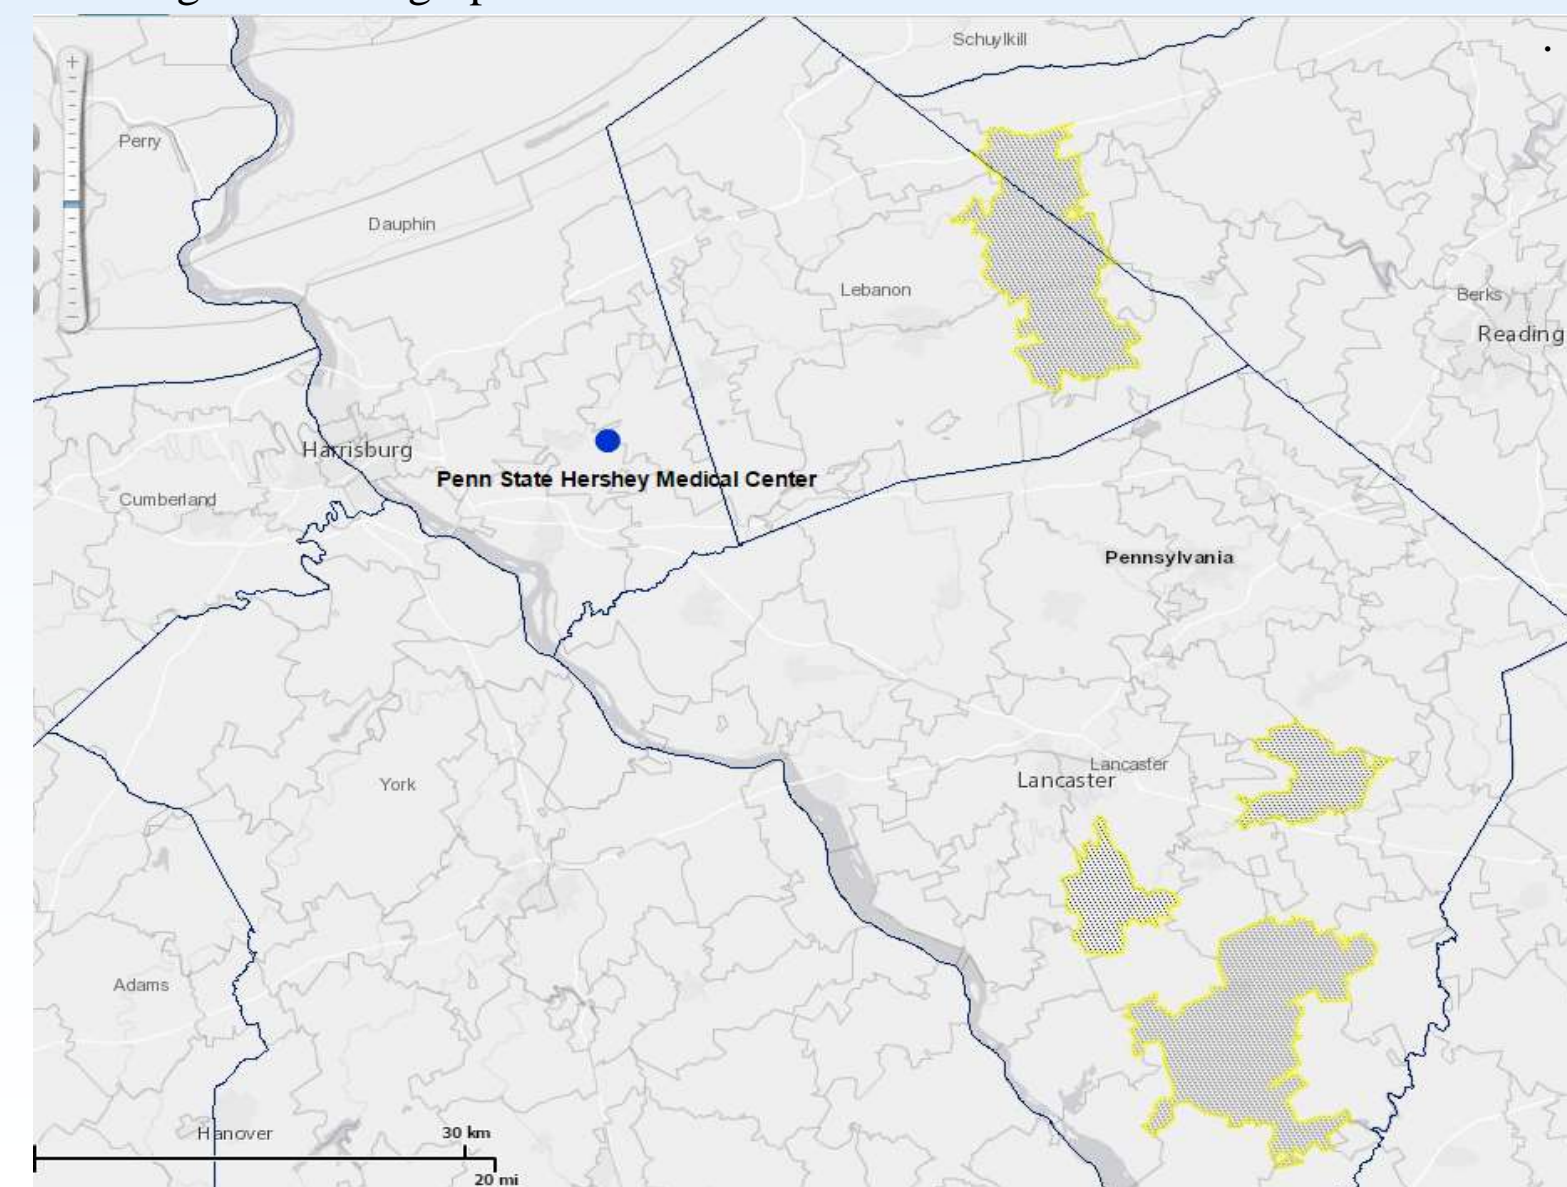 Schuylkill
Perry
Dauphin
Lebanon
Berks
Reading
Harrisburg
Penn State Hershey Medical Center
Cumberland
Pennsylvania
Lancaster
Lancaster
York
Adams
Hanover
30 km
20 mi